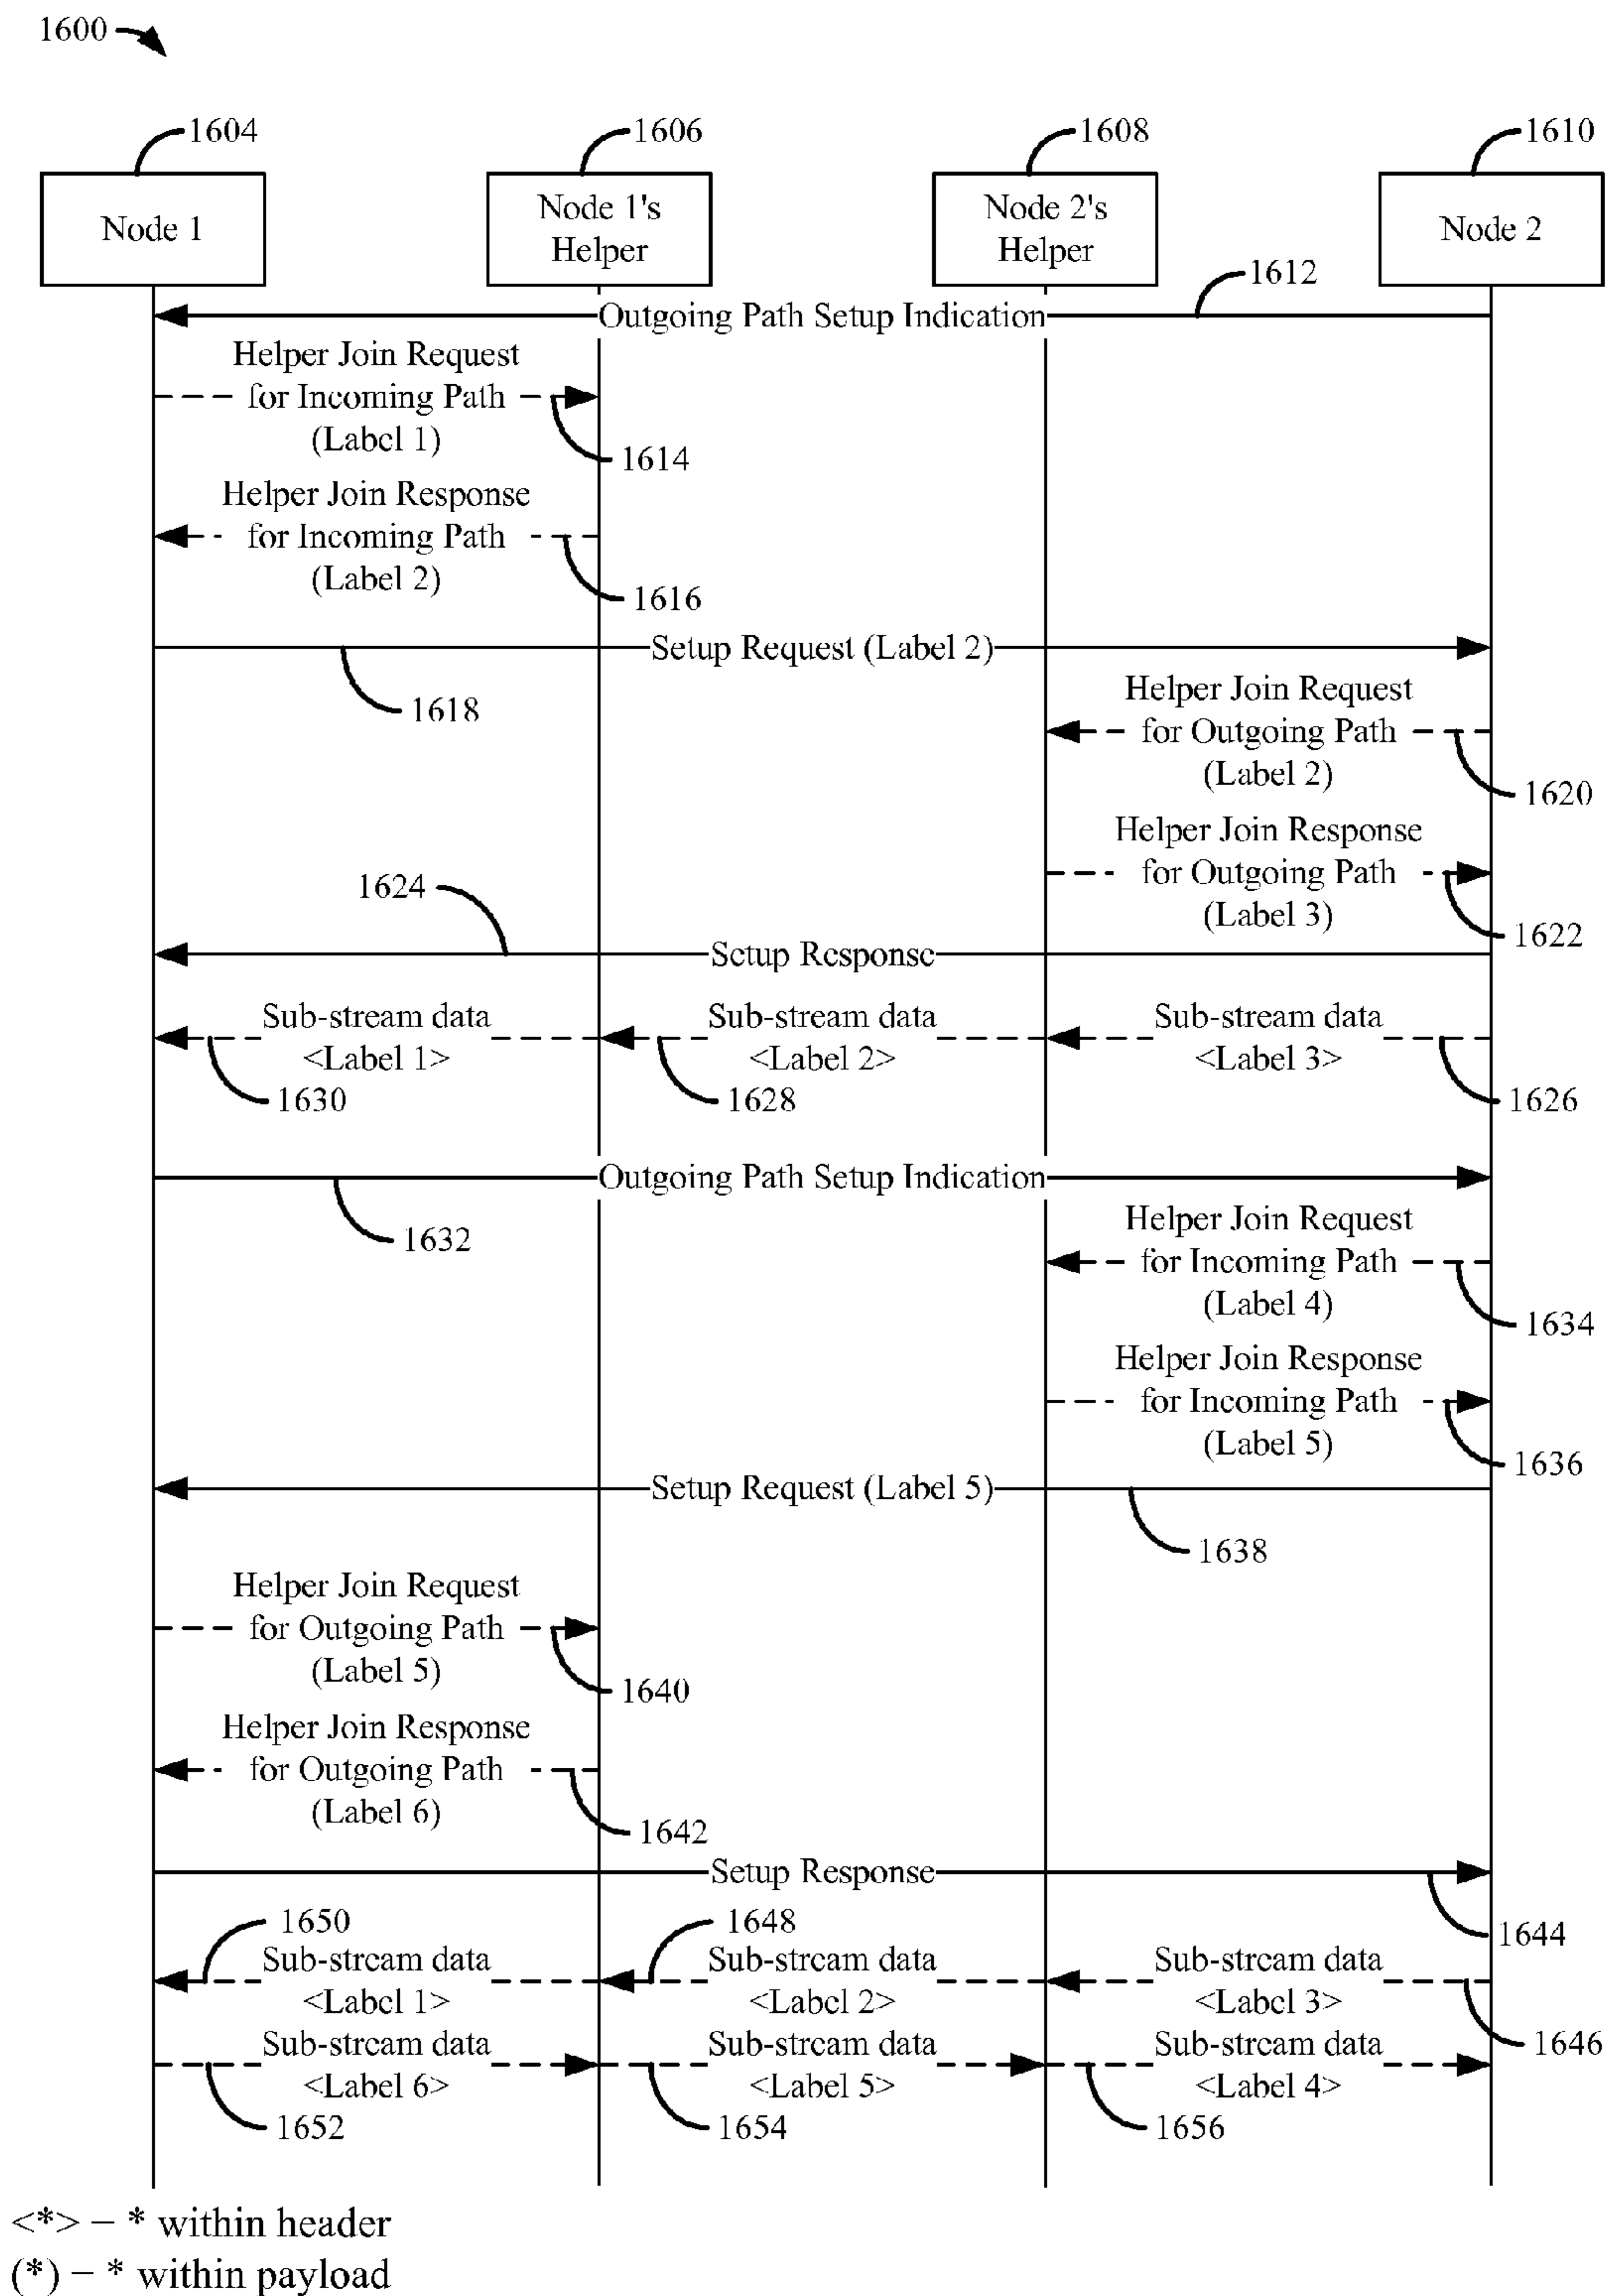 1600
1604
1606
1608
1610
Node 1
Node 1's
Helper
Node 2's
Helper
Node 2
1612
Outgoing Path Setup Indication
Helper Join Request
for Incoming Path
(Label 1)
1614
Helper Join Response
for Incoming Path
(Label 2)
1616
Setup Request (Label 2)
1618
Helper Join Request
for Outgoing Path
(Label 2)
1620
Helper Join Response
for Outgoing Path
(Label 3)
1622
1624
Setup Response
Sub-stream data
<Label 1>
1630
Sub-stream data
<Label 2>
1628
Sub-stream data
<Label 3>
1626
Outgoing Path Setup Indication
1632
Helper Join Request
for Incoming Path
(Label 4)
1634
Helper Join Response
for Incoming Path
(Label 5)
1636
Setup Request (Label 5)
1638
Helper Join Request
for Outgoing Path
(Label 5)
1640
Helper Join Response
for Outgoing Path
(Label 6)
1642
Setup Response
1644
1650
Sub-stream data
<Label 1>
1648
Sub-stream data
<Label 2>
Sub-stream data
<Label 3>
1646
Sub-stream data
<Label 6>
1652
Sub-stream data
<Label 5>
1654
Sub-stream data
<Label 4>
1656
<*> – * within header
(*) – * within payload